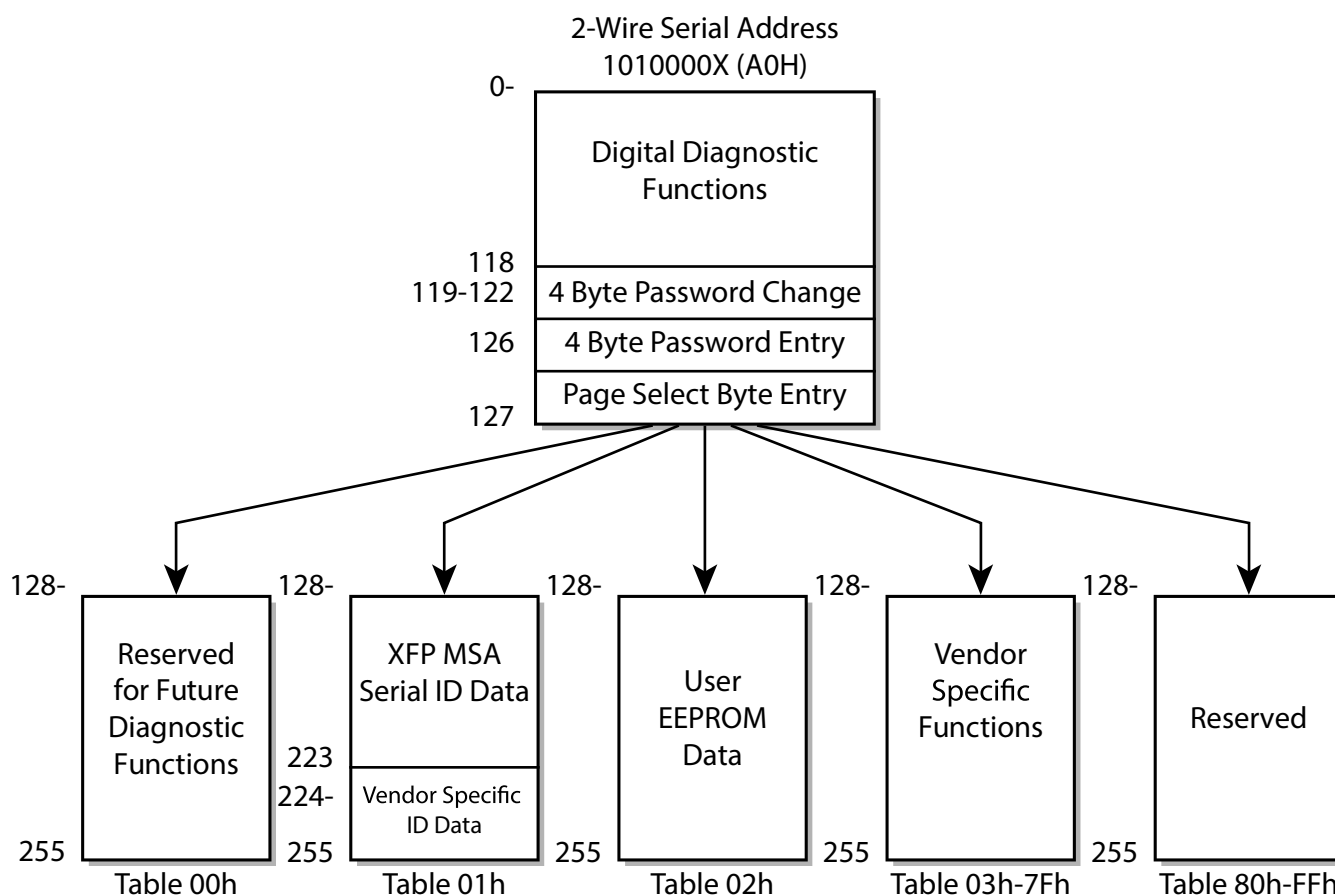 2-Wire Serial Address
1010000X (A0H)
0-
Digital Diagnostic
Functions
118
119-122
4 Byte Password Change
126
4 Byte Password Entry
Page Select Byte Entry
127
128-
Reserved
for Future
Diagnostic
Functions
255
Table 00h
128-
XFP MSA
Serial ID Data
223
224-
Vendor Specific
ID Data
255
Table 01h
128-
User
EEPROM
Data
255
Table 02h
128-
Vendor
Specific
Functions
255
Table 03h-7Fh
128-
Reserved
255
Table 80h-FFh